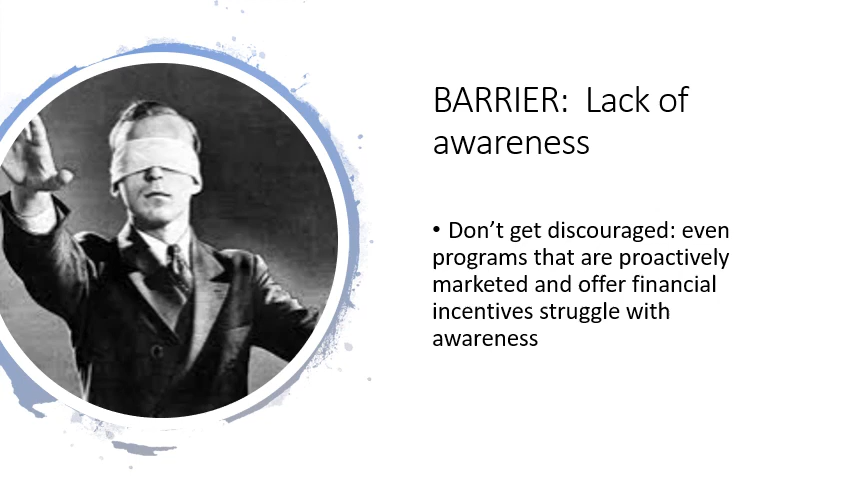 BARRIER:  Lack of
awareness
• Don’t get discouraged: even
programs that are proactively
marketed and offer financial
incentives struggle with
awareness